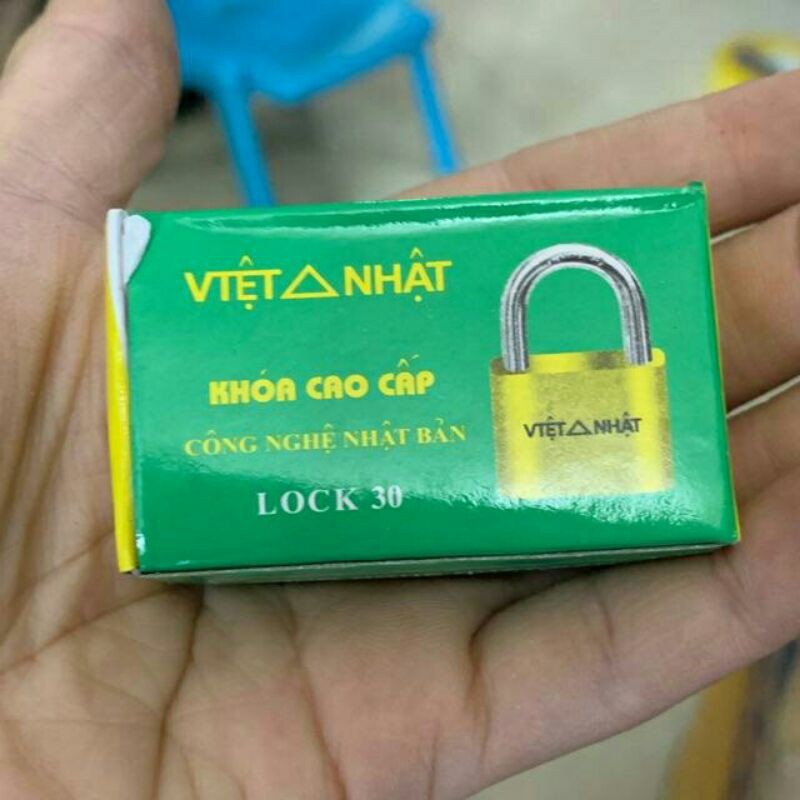 VIỆT NHẬT
KHÓA CAO CẤP
CÔNG NGHỆ NHẬT BẢN
LOCK 30
VIỆT NHẬT